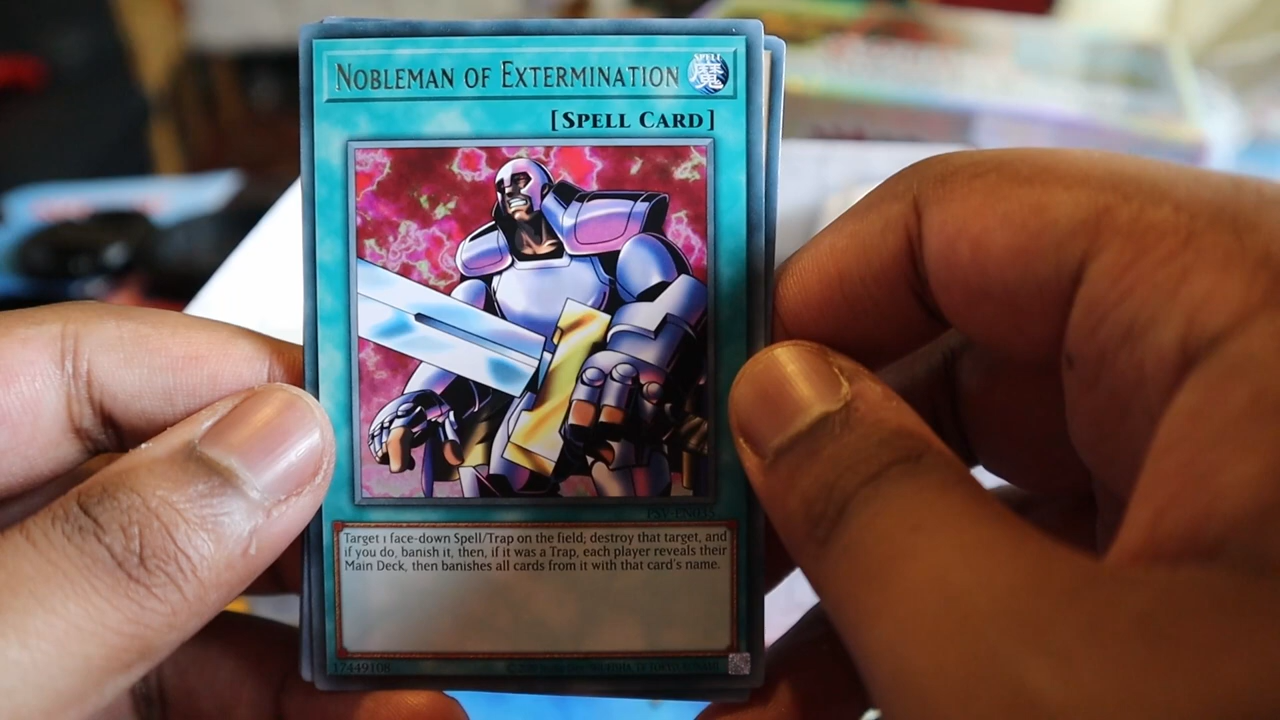 NOBLEMAN OF EXTERMINATION
SPELL
魔
[SPELL CARD]
Target 1 face-down Spell/Trap on the field; destroy that target, and
if you do, banish it, then, if it was a Trap, each player reveals their
Main Deck, then banishes all cards from it with that card's name.
17449108